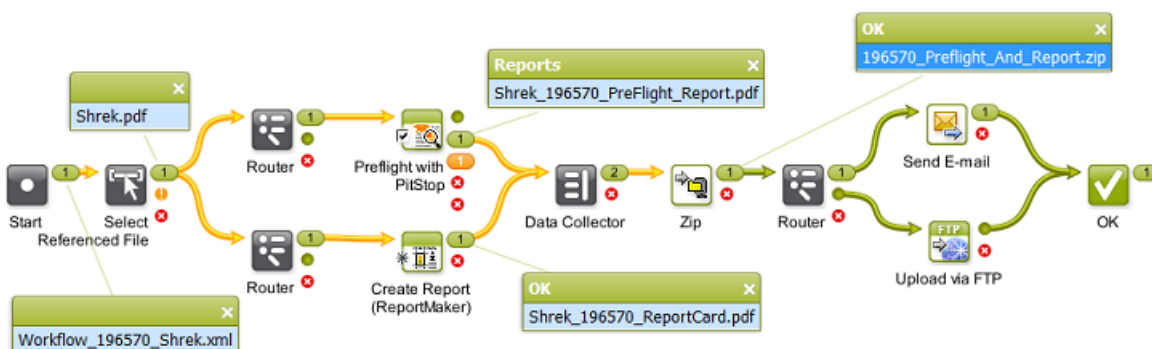 OK
196570_Preflight_And_Report.zip
Reports
Shrek_196570_PreFlight_Report.pdf
Shrek.pdf
1
1
1
Router
Preflight with
PitStop
1
1
Send E-mail
1
Start
1
Select
Referenced File
1
Data Collector
2
Zip
1
Router
1
OK
1
Router
1
Create Report
(ReportMaker)
1
FTP
Upload via FTP
OK
Shrek_196570_ReportCard.pdf
Workflow_196570_Shrek.xml